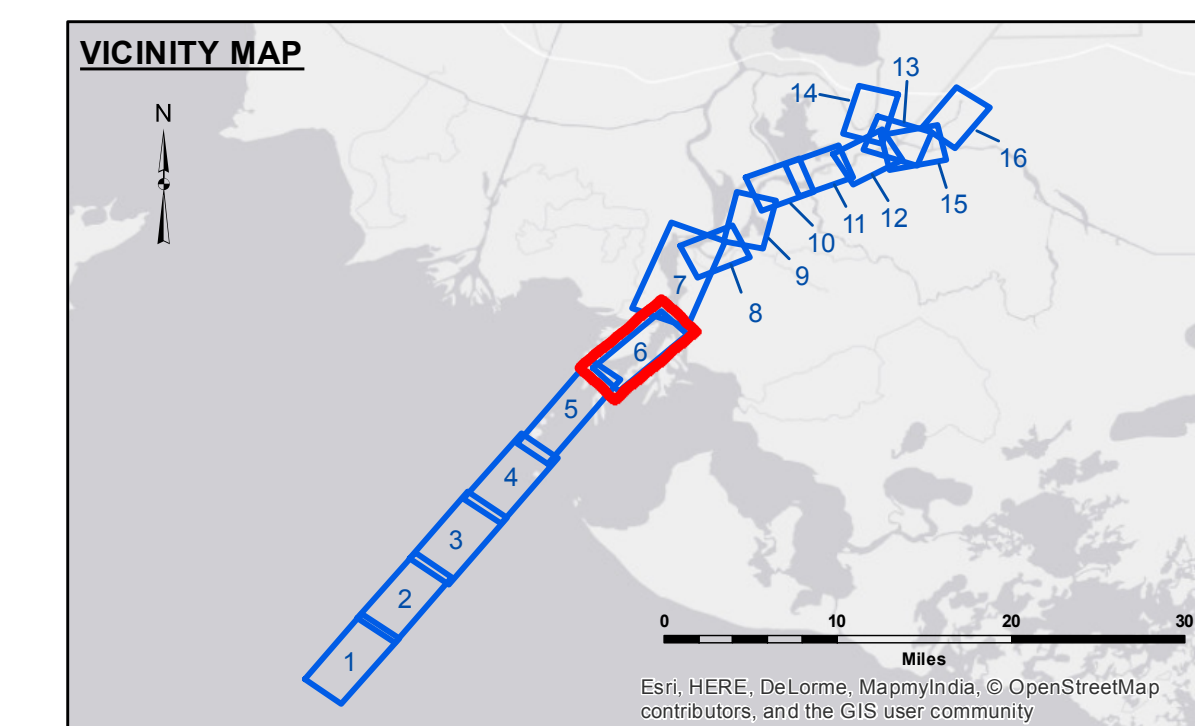 VICINITY MAP
N
13
14
16
15
12
11
10
9
7
8
6
5
4
3
2
1
0 10 20 30
Miles
Esri, HERE, DeLorme, MapmyIndia, © OpenStreetMap
contributors, and the GIS user community